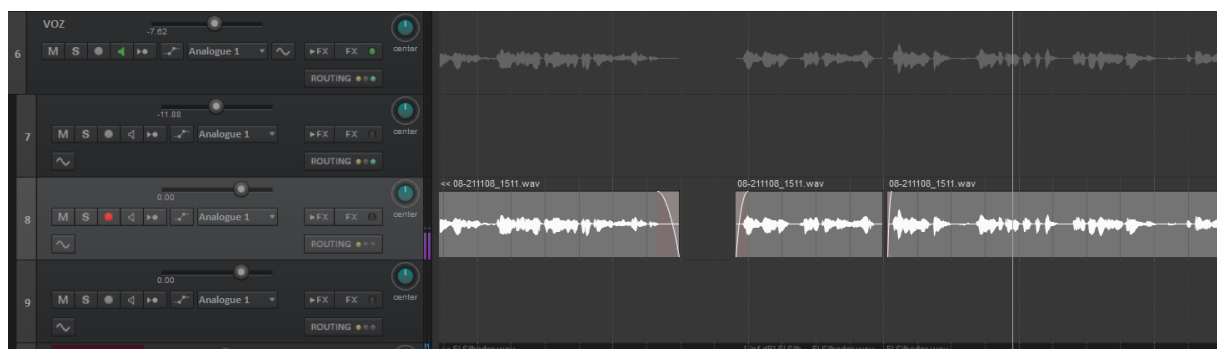 VOZ
-7.62
6 M S Analogue 1 FX FX center
ROUTING
-11.88
7 M S Analogue 1 FX FX center
ROUTING
<< 08-211108_1511.wav 08-211108_1511.wav 08-211108_1511.wav
0.00
8 M S Analogue 1 FX FX center
ROUTING
0.00
9 M S Analogue 1 FX FX center
ROUTING